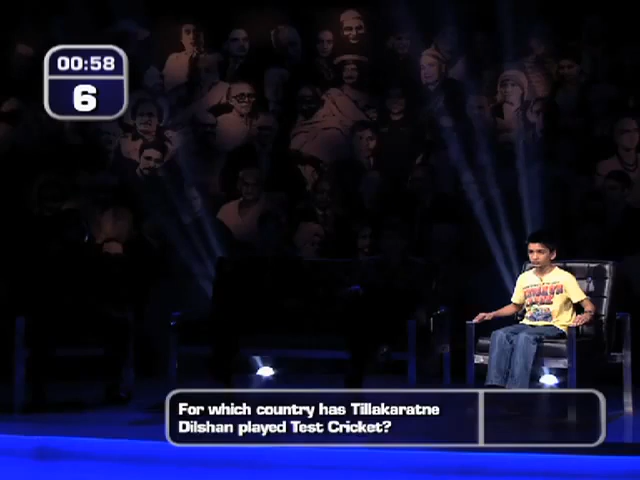 00:58
6
For which country has Tillakaratne
Dilshan played Test Cricket?